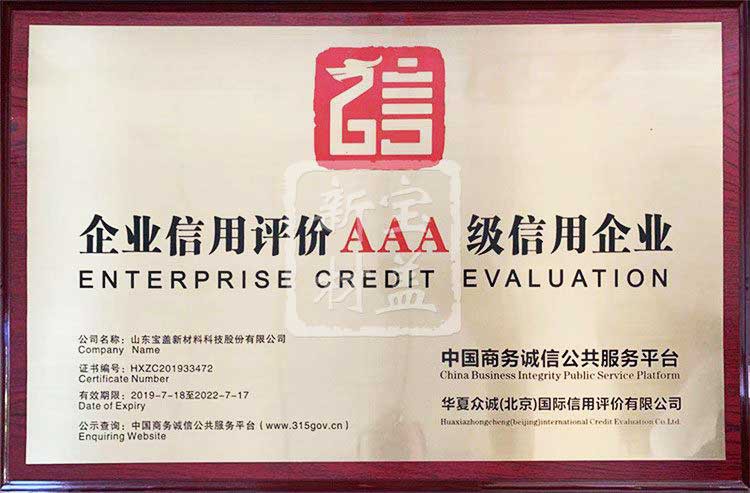 信
企业信用评价AAA级信用企业
ENTERPRISE CREDIT EVALUATION
新宝
材盖
公司名称：山东宝盖新材料科技股份有限公司
Company Name
证书编号：HXZC201933472
Certificate Number
有效期限：2019-7-18至2022-7-17
Date of Expiry
公示查询：中国商务诚信公共服务平台（www.315gov.cn）
Enquiring Website
中国商务诚信公共服务平台
China Business Integrity Public Service Platform
华夏众诚(北京)国际信用评价有限公司
Huaxiazhongcheng(beijing)international Credit Evaluation Co.Ltd.